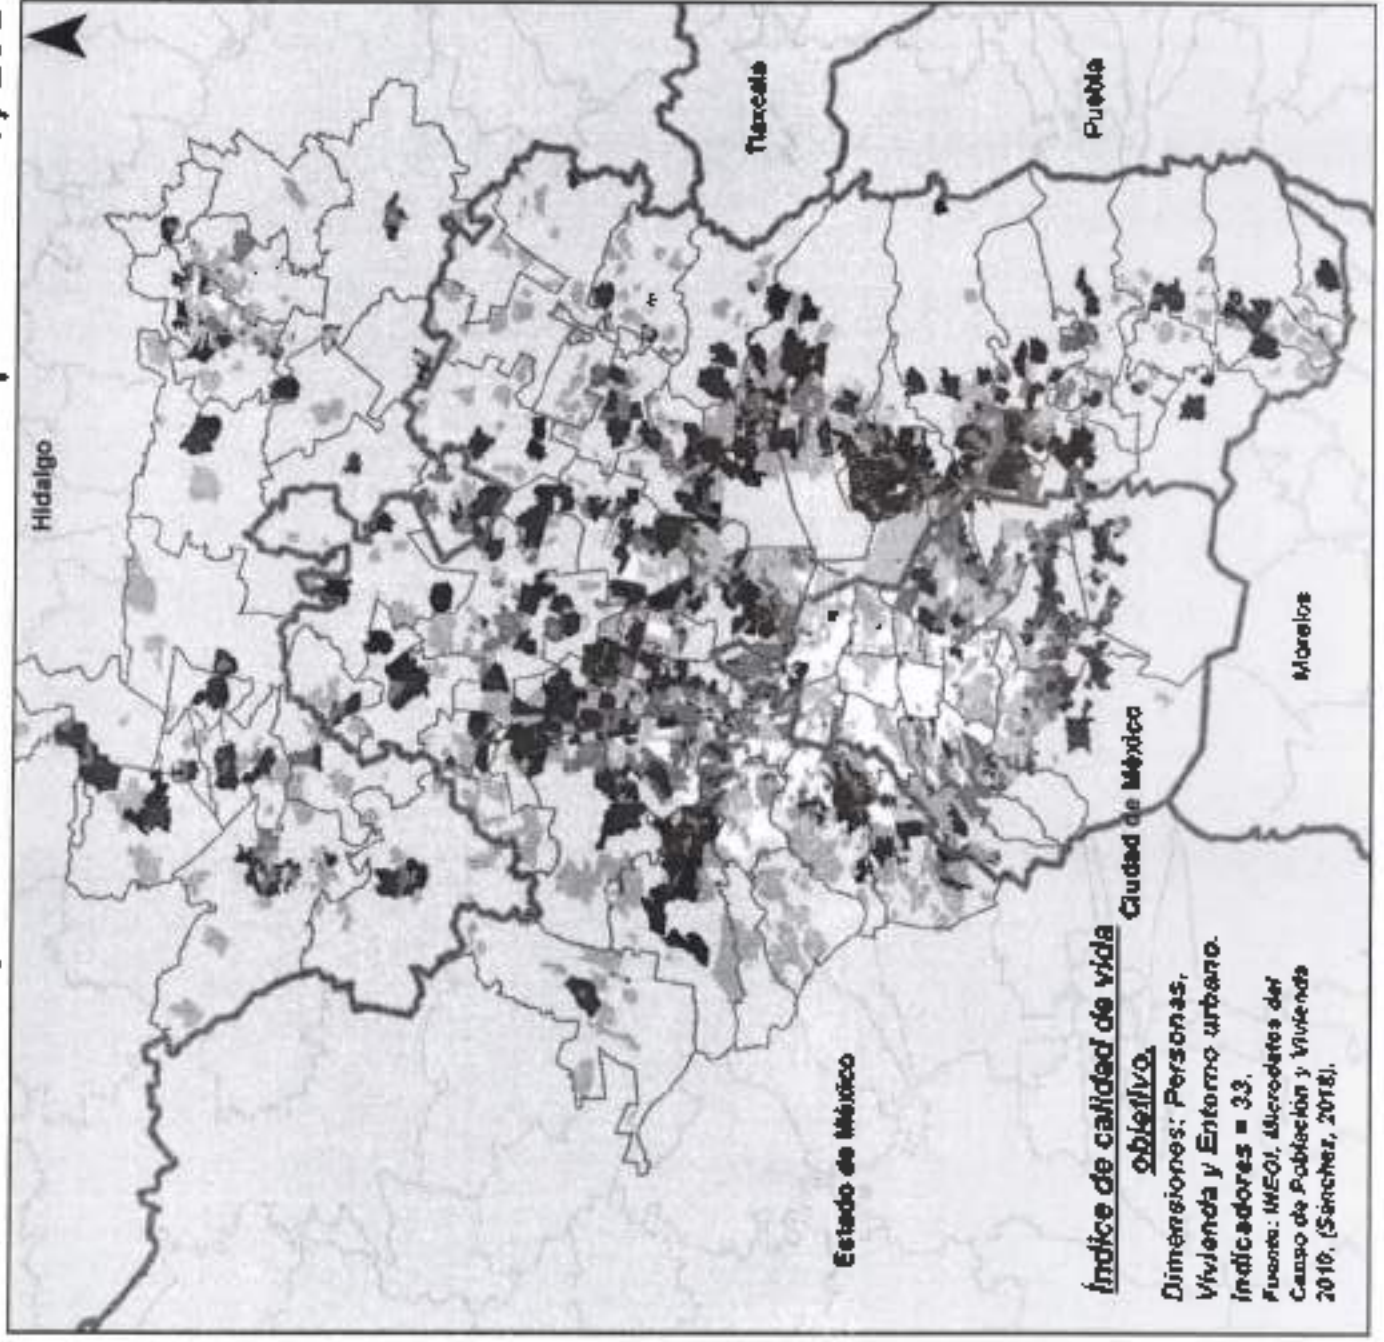 Hidalgo
Tlaxcala
Puebla
Morelos
Ciudad de México
Estado de México
Índice de calidad de vida
objetivo.
Dimensiones: Personas,
Vivienda y Entorno urbano.
Indicadores = 33.
Fuente: INEGI, Microdatos del
Censo de Población y Vivienda
2010, (Sánchez, 2018).